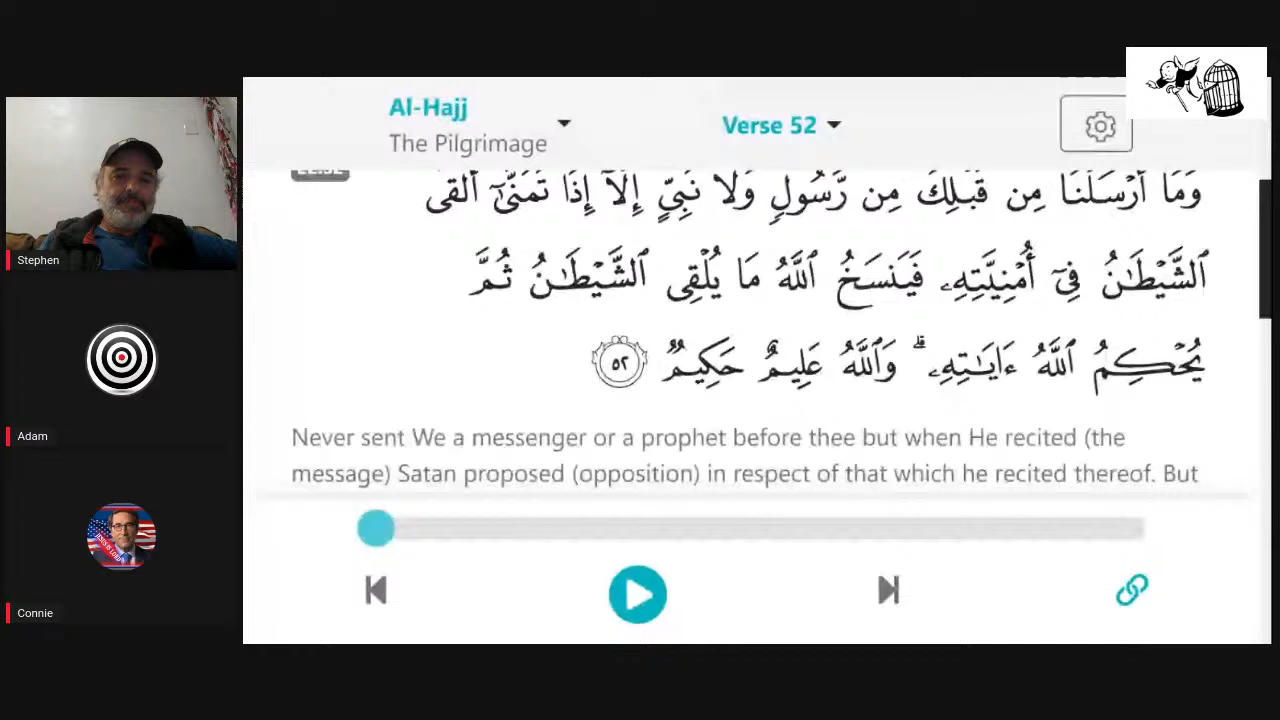 Al-Hajj
The Pilgrimage
Verse 52
وَمَآ أَرْسَلْنَا مِن قَبْلِكَ مِن رَّسُولٍ وَلَا نَبِيٍّ إِلَّآ إِذَا تَمَنَّىٰٓ أَلْقَى
ٱلشَّيْطَـٰنُ فِىٓ أُمْنِيَّتِهِۦ فَيَنسَخُ ٱللَّهُ مَا يُلْقِى ٱلشَّيْطَـٰنُ ثُمَّ
يُحْكِمُ ٱللَّهُ ءَايَـٰتِهِۦ ۗ وَٱللَّهُ عَلِيمٌ حَكِيمٌ ٥٢
Never sent We a messenger or a prophet before thee but when He recited (the
message) Satan proposed (opposition) in respect of that which he recited thereof. But
Stephen
Adam
Connie